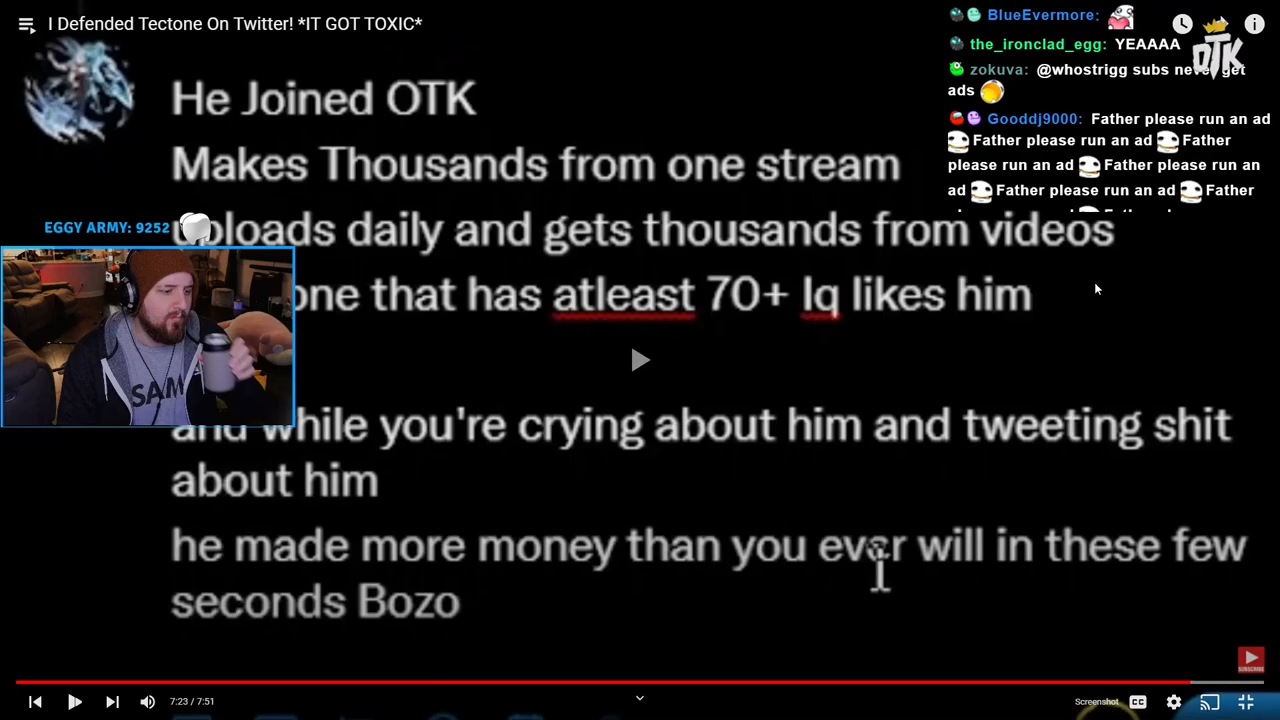 I Defended Tectone On Twitter! *IT GOT TOXIC*
BlueEvermore:
the_ironclad_egg: YEAAAA
zokuva: @whostrigg subs never get
ads
Gooddj9000: Father please run an ad
Father please run an ad Father
please run an ad Father please run an
ad Father please run an ad Father
OTK
He Joined OTK
Makes Thousands from one stream
uploads daily and gets thousands from videos
one that has atleast 70+ Iq likes him
EGGY ARMY: 9252
SAM
and while you're crying about him and tweeting shit
about him
he made more money than you ever will in these few
seconds Bozo
SUBSCRIBE
7:23 / 7:51
Screenshot
CC